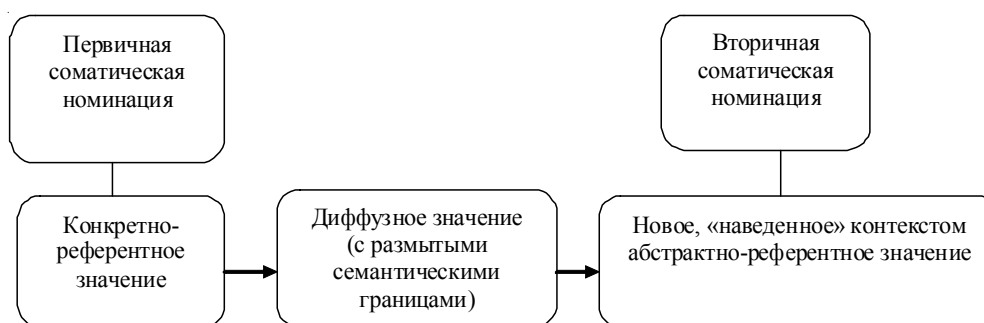 Первичная
соматическая
номинация
Вторичная
соматическая
номинация
Конкретно-
референтное
значение
Диффузное значение
(с размытыми
семантическими
границами)
Новое, «наведенное» контекстом
абстрактно-референтное значение